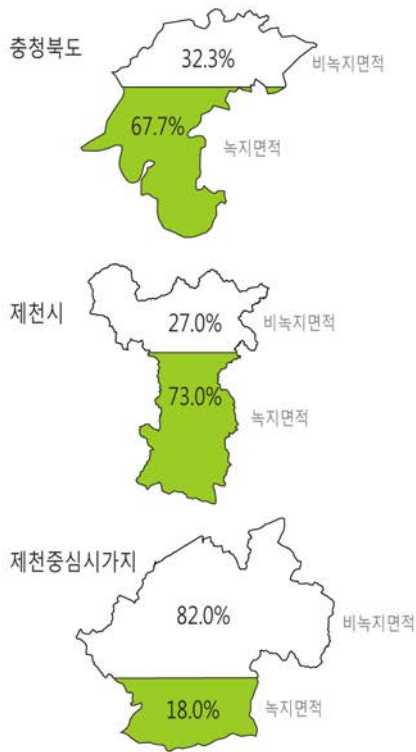 충청북도
32.3%
비녹지면적
67.7%
녹지면적
제천시
27.0%
비녹지면적
73.0%
녹지면적
제천중심시가지
82.0%
비녹지면적
18.0%
녹지면적